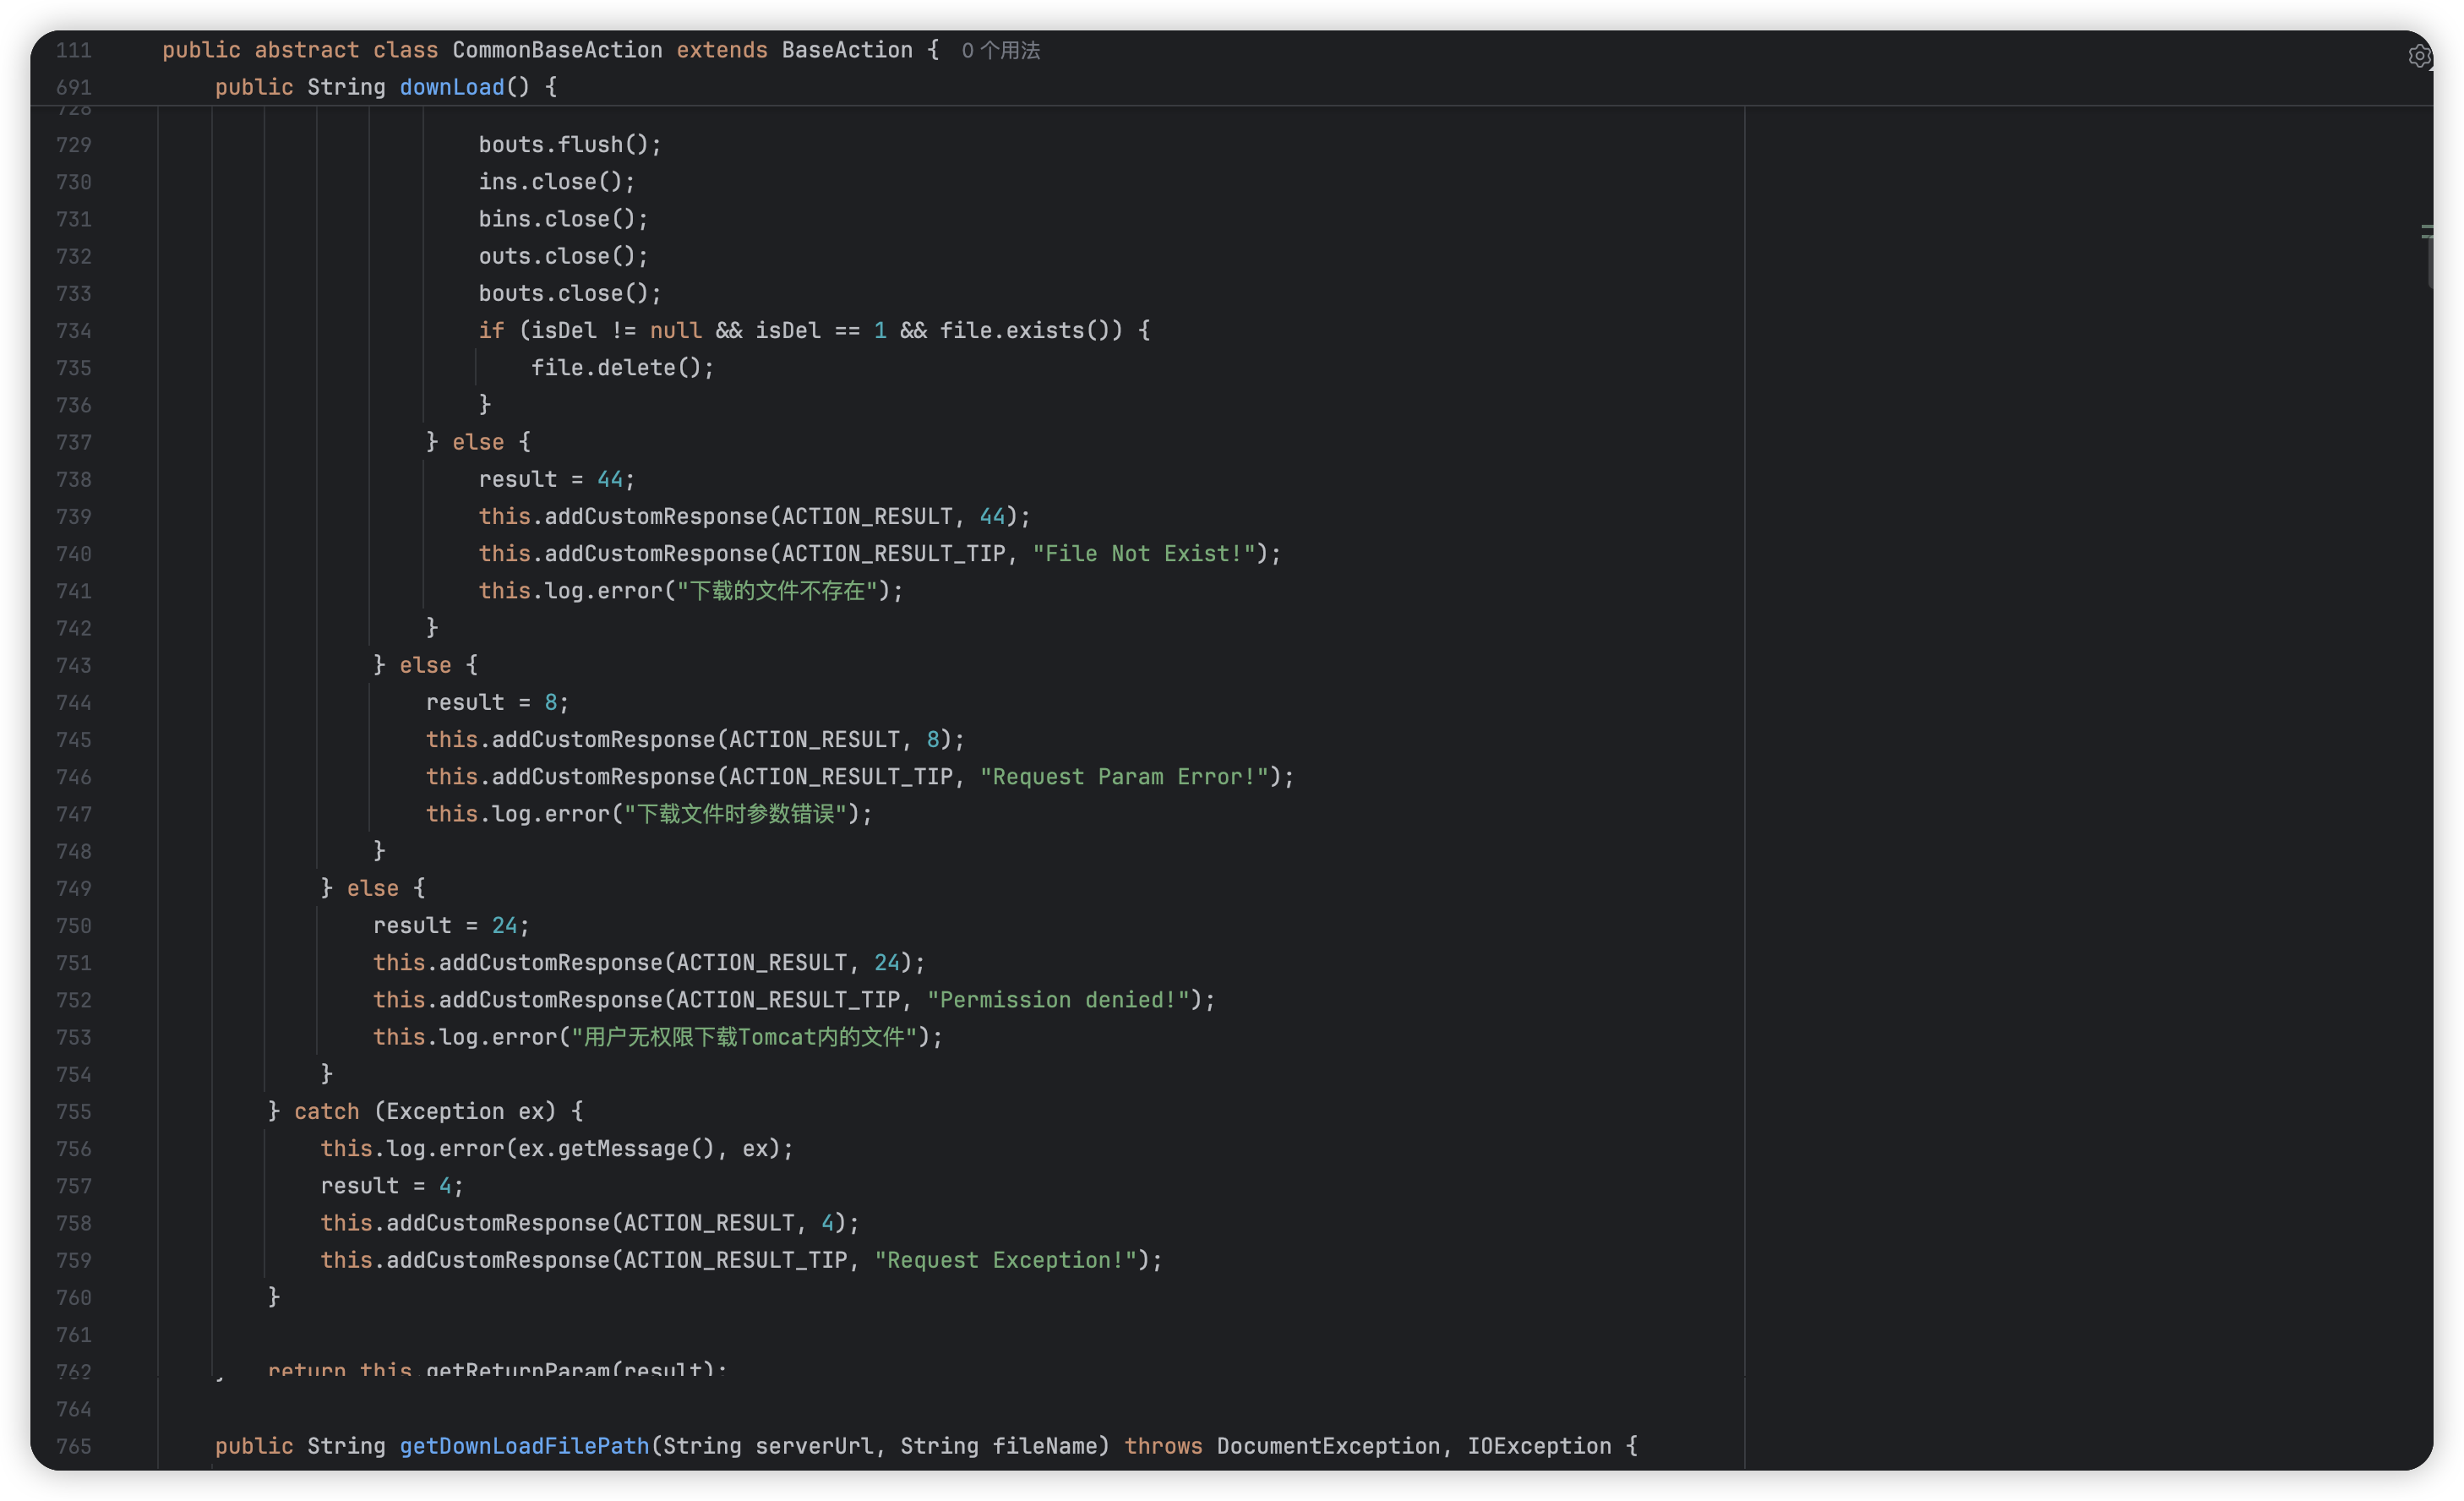 111 public abstract class CommonBaseAction extends BaseAction { 0 个用法
691 public String downLoad() {
728
729 bouts.flush();
730 ins.close();
731 bins.close();
732 outs.close();
733 bouts.close();
734 if (isDel != null && isDel == 1 && file.exists()) {
735 file.delete();
736 }
737 } else {
738 result = 44;
739 this.addCustomResponse(ACTION_RESULT, 44);
740 this.addCustomResponse(ACTION_RESULT_TIP, "File Not Exist!");
741 this.log.error("下载的文件不存在");
742 }
743 } else {
744 result = 8;
745 this.addCustomResponse(ACTION_RESULT, 8);
746 this.addCustomResponse(ACTION_RESULT_TIP, "Request Param Error!");
747 this.log.error("下载文件时参数错误");
748 }
749 } else {
750 result = 24;
751 this.addCustomResponse(ACTION_RESULT, 24);
752 this.addCustomResponse(ACTION_RESULT_TIP, "Permission denied!");
753 this.log.error("用户无权限下载Tomcat内的文件");
754 }
755 } catch (Exception ex) {
756 this.log.error(ex.getMessage(), ex);
757 result = 4;
758 this.addCustomResponse(ACTION_RESULT, 4);
759 this.addCustomResponse(ACTION_RESULT_TIP, "Request Exception!");
760 }
761
762 return this.getReturnParam(result);
764
765 public String getDownLoadFilePath(String serverUrl, String fileName) throws DocumentException, IOException {